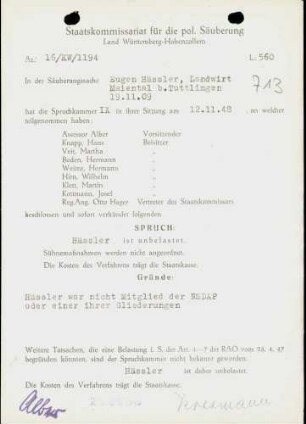 Staatskommissariat für die pol. Säuberung
Land Württemberg-Hohenzollern
Az: 16/KW/1194 L: 560
In der Säuberungssache Eugen Hässler, Landwirt
Maiental b.Tuttlingen 713
19.11.09
hat die Spruchkammer IX in ihrer Sitzung am 12.11.48, an welcher
teilgenommen haben:
Assessor Alber Vorsitzender
Knapp, Hans Beisitzer
Veit, Martha "
Beden, Hermann "
Weiss, Hermann "
Hirn, Wilhelm "
Klett, Martin "
Kottmann, Josef "
Reg.Ang. Otto Huger Vertreter des Staatskommissars
beschlossen und sofort verkündet folgenden
SPRUCH:
Hässler ist unbelastet.
Sühnemaßnahmen werden nicht angeordnet.
Die Kosten des Verfahrens trägt die Staatskasse.
Gründe:
Hässler war nicht Mitglied der NSDAP
oder einer ihrer Gliederungen
Weitere Tatsachen, die eine Belastung i. S. der Art. 4-7 der RAO vom 28. 4. 47
begründen könnten, sind der Spruchkammer nicht bekannt geworden.
Hässler ist daher unbelastet.
Die Kosten des Verfahrens trägt die Staatskasse.
Alber